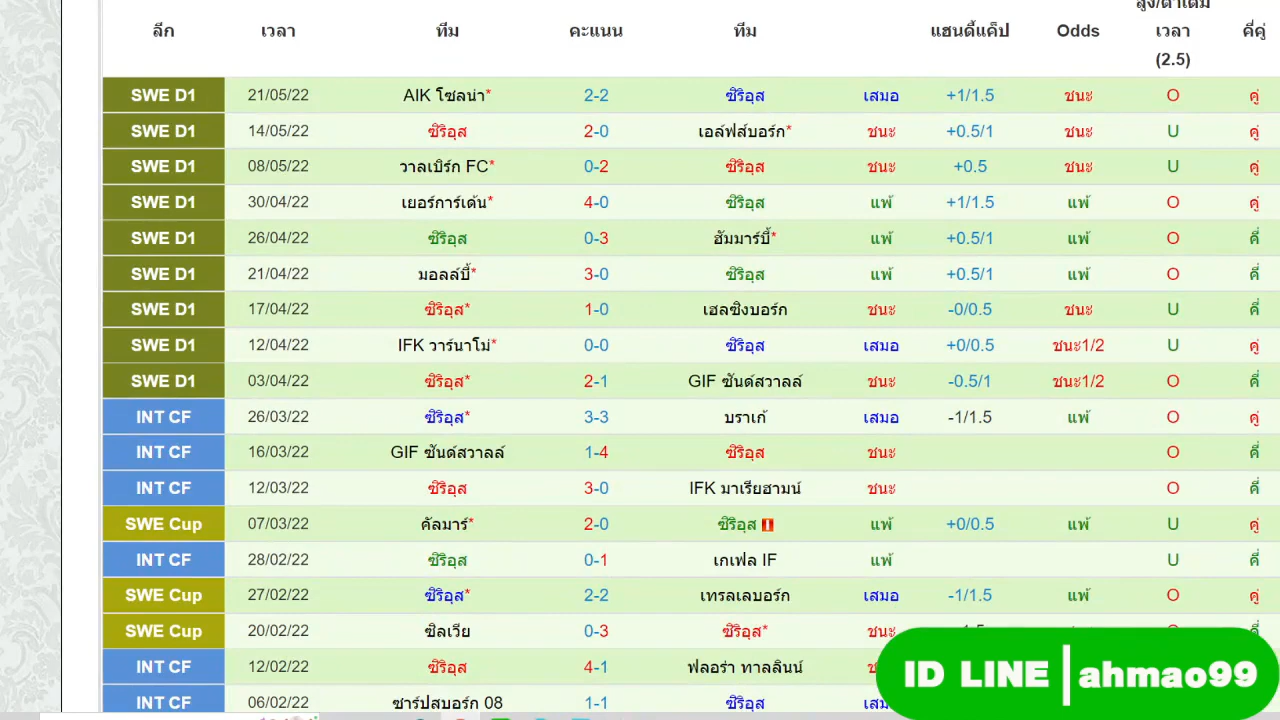 สูง/ต่ำเต็ม
ลีก เวลา ทีม คะแนน ทีม แฮนดี้แค็ป Odds เวลา คี่คู่
(2.5)
SWE D1 21/05/22 AIK โซลน่า* 2-2 ซิริอุส เสมอ +1/1.5 ชนะ O คู่
SWE D1 14/05/22 ซิริอุส 2-0 เอล์ฟส์บอร์ก* ชนะ +0.5/1 ชนะ U คู่
SWE D1 08/05/22 วาลเบิร์ก FC* 0-2 ซิริอุส ชนะ +0.5 ชนะ U คู่
SWE D1 30/04/22 เยอร์การ์เด้น* 4-0 ซิริอุส แพ้ +1/1.5 แพ้ O คู่
SWE D1 26/04/22 ซิริอุส 0-3 ฮัมมาร์บี้* แพ้ +0.5/1 แพ้ O คี่
SWE D1 21/04/22 มอลล์บี้* 3-0 ซิริอุส แพ้ +0.5/1 แพ้ O คี่
SWE D1 17/04/22 ซิริอุส* 1-0 เฮลซิงบอร์ก ชนะ -0/0.5 ชนะ U คี่
SWE D1 12/04/22 IFK วาร์นาโม่* 0-0 ซิริอุส เสมอ +0/0.5 ชนะ1/2 U คู่
SWE D1 03/04/22 ซิริอุส* 2-1 GIF ซันด์สวาลล์ ชนะ -0.5/1 ชนะ1/2 O คี่
INT CF 26/03/22 ซิริอุส* 3-3 บราเก้ เสมอ -1/1.5 แพ้ O คู่
INT CF 16/03/22 GIF ซันด์สวาลล์ 1-4 ซิริอุส ชนะ O คี่
INT CF 12/03/22 ซิริอุส 3-0 IFK มาเรียฮามน์ ชนะ O คี่
SWE Cup 07/03/22 คัลมาร์* 2-0 ซิริอุส 1 แพ้ +0/0.5 แพ้ U คู่
INT CF 28/02/22 ซิริอุส 0-1 เกเฟล IF แพ้ U คี่
SWE Cup 27/02/22 ซิริอุส* 2-2 เทรลเลบอร์ก เสมอ -1/1.5 แพ้ O คู่
SWE Cup 20/02/22 ซิลเวีย 0-3 ซิริอุส* ชนะ
INT CF 12/02/22 ซิริอุส 4-1 ฟลอร่า ทาลลินน์
INT CF 06/02/22 ซาร์ปสบอร์ก 08 1-1 ซิริอุส เสมอ
ID LINE | ahmao99